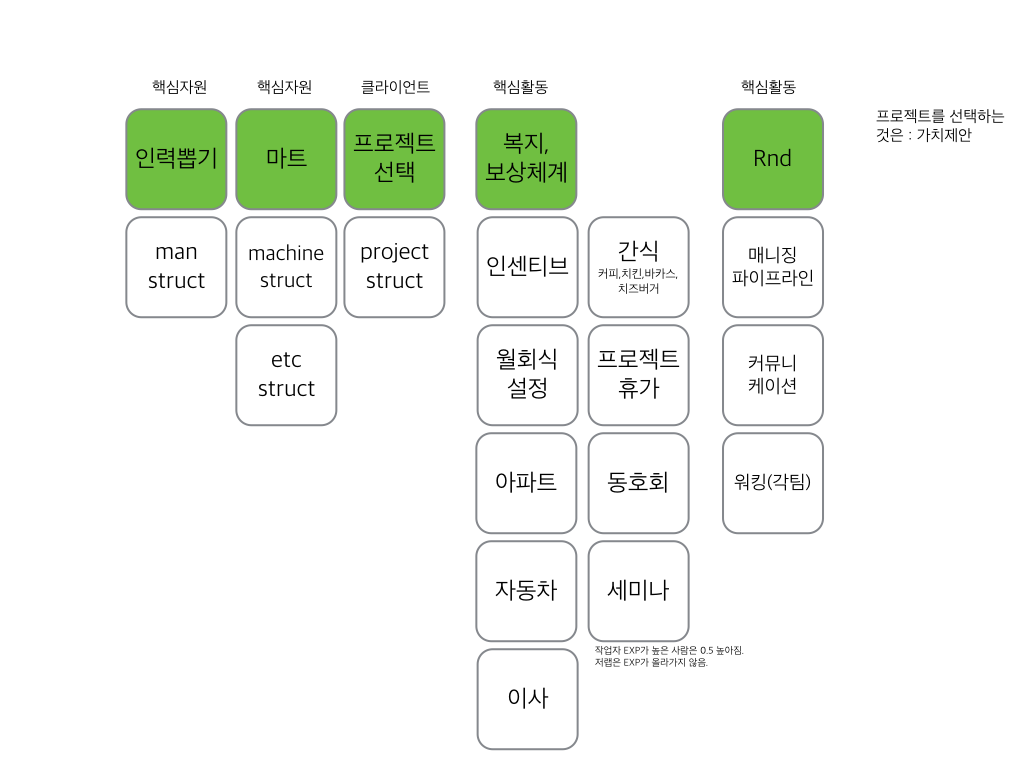 핵심자원
핵심자원
클라이언트
핵심활동
핵심활동
프로젝트를 선택하는
것은 : 가치제안
인력뽑기
마트
프로젝트
선택
복지,
보상체계
Rnd
man
struct
machine
struct
project
struct
인센티브
간식
커피,치킨,바카스,
치즈버거
매니징
파이프라인
etc
struct
월회식
설정
프로젝트
휴가
커뮤니
케이션
아파트
동호회
워킹(각팀)
자동차
세미나
작업자 EXP가 높은 사람은 0.5 높아짐.
저랩은 EXP가 올라가지 않음.
이사